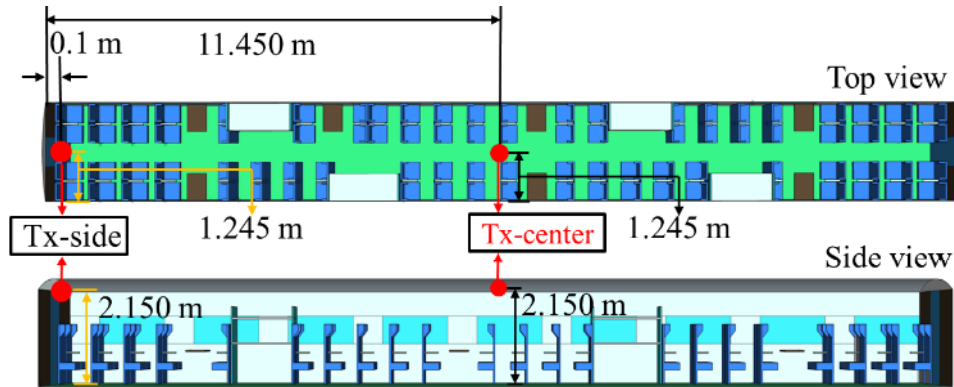 0.1 m
11.450 m
Top view
Tx-side
1.245 m
Tx-center
1.245 m
Side view
2.150 m
2.150 m